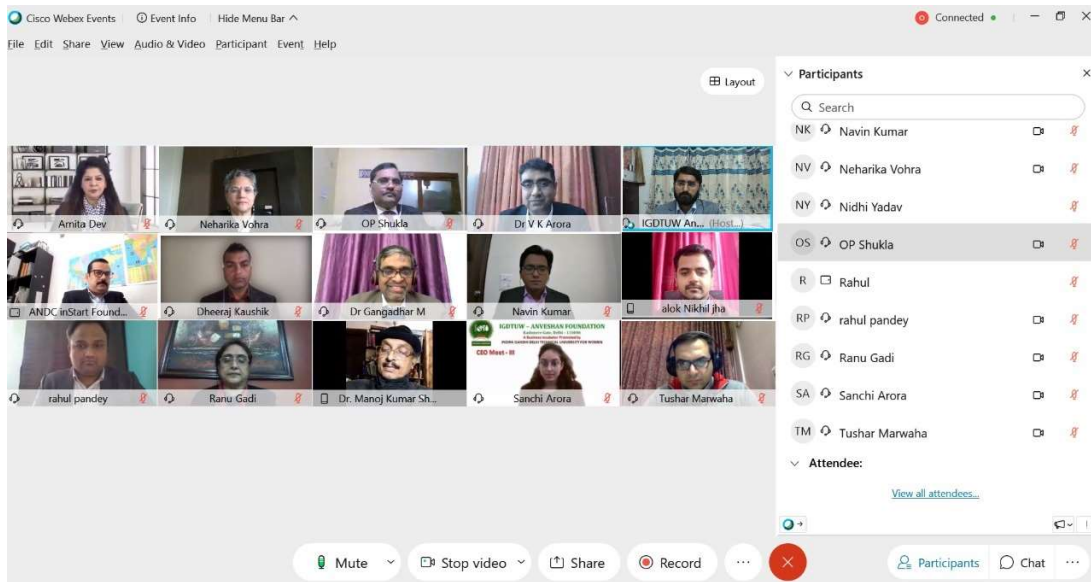 Cisco Webex Events Event Info Hide Menu Bar
Connected
File Edit Share View Audio & Video Participant Event Help
Layout
Amita Dev
Neharika Vohra
OP Shukla
Dr V K Arora
IGDTUW An... (Host...)
ANDC inStart Found...
Dheeraj Kaushik
Dr Gangadhar M
Navin Kumar
alok Nikhil jha
IGDTUW – ANVESHAN FOUNDATION
CEO Meet - III
rahul pandey
Ranu Gadi
Dr. Manoj Kumar Sh...
Sanchi Arora
Tushar Marwaha
Participants
Search
NK Navin Kumar
NV Neharika Vohra
NY Nidhi Yadav
OS OP Shukla
R Rahul
RP rahul pandey
RG Ranu Gadi
SA Sanchi Arora
TM Tushar Marwaha
Attendee:
View all attendees...
Mute Stop video Share Record ...
Participants Chat ...